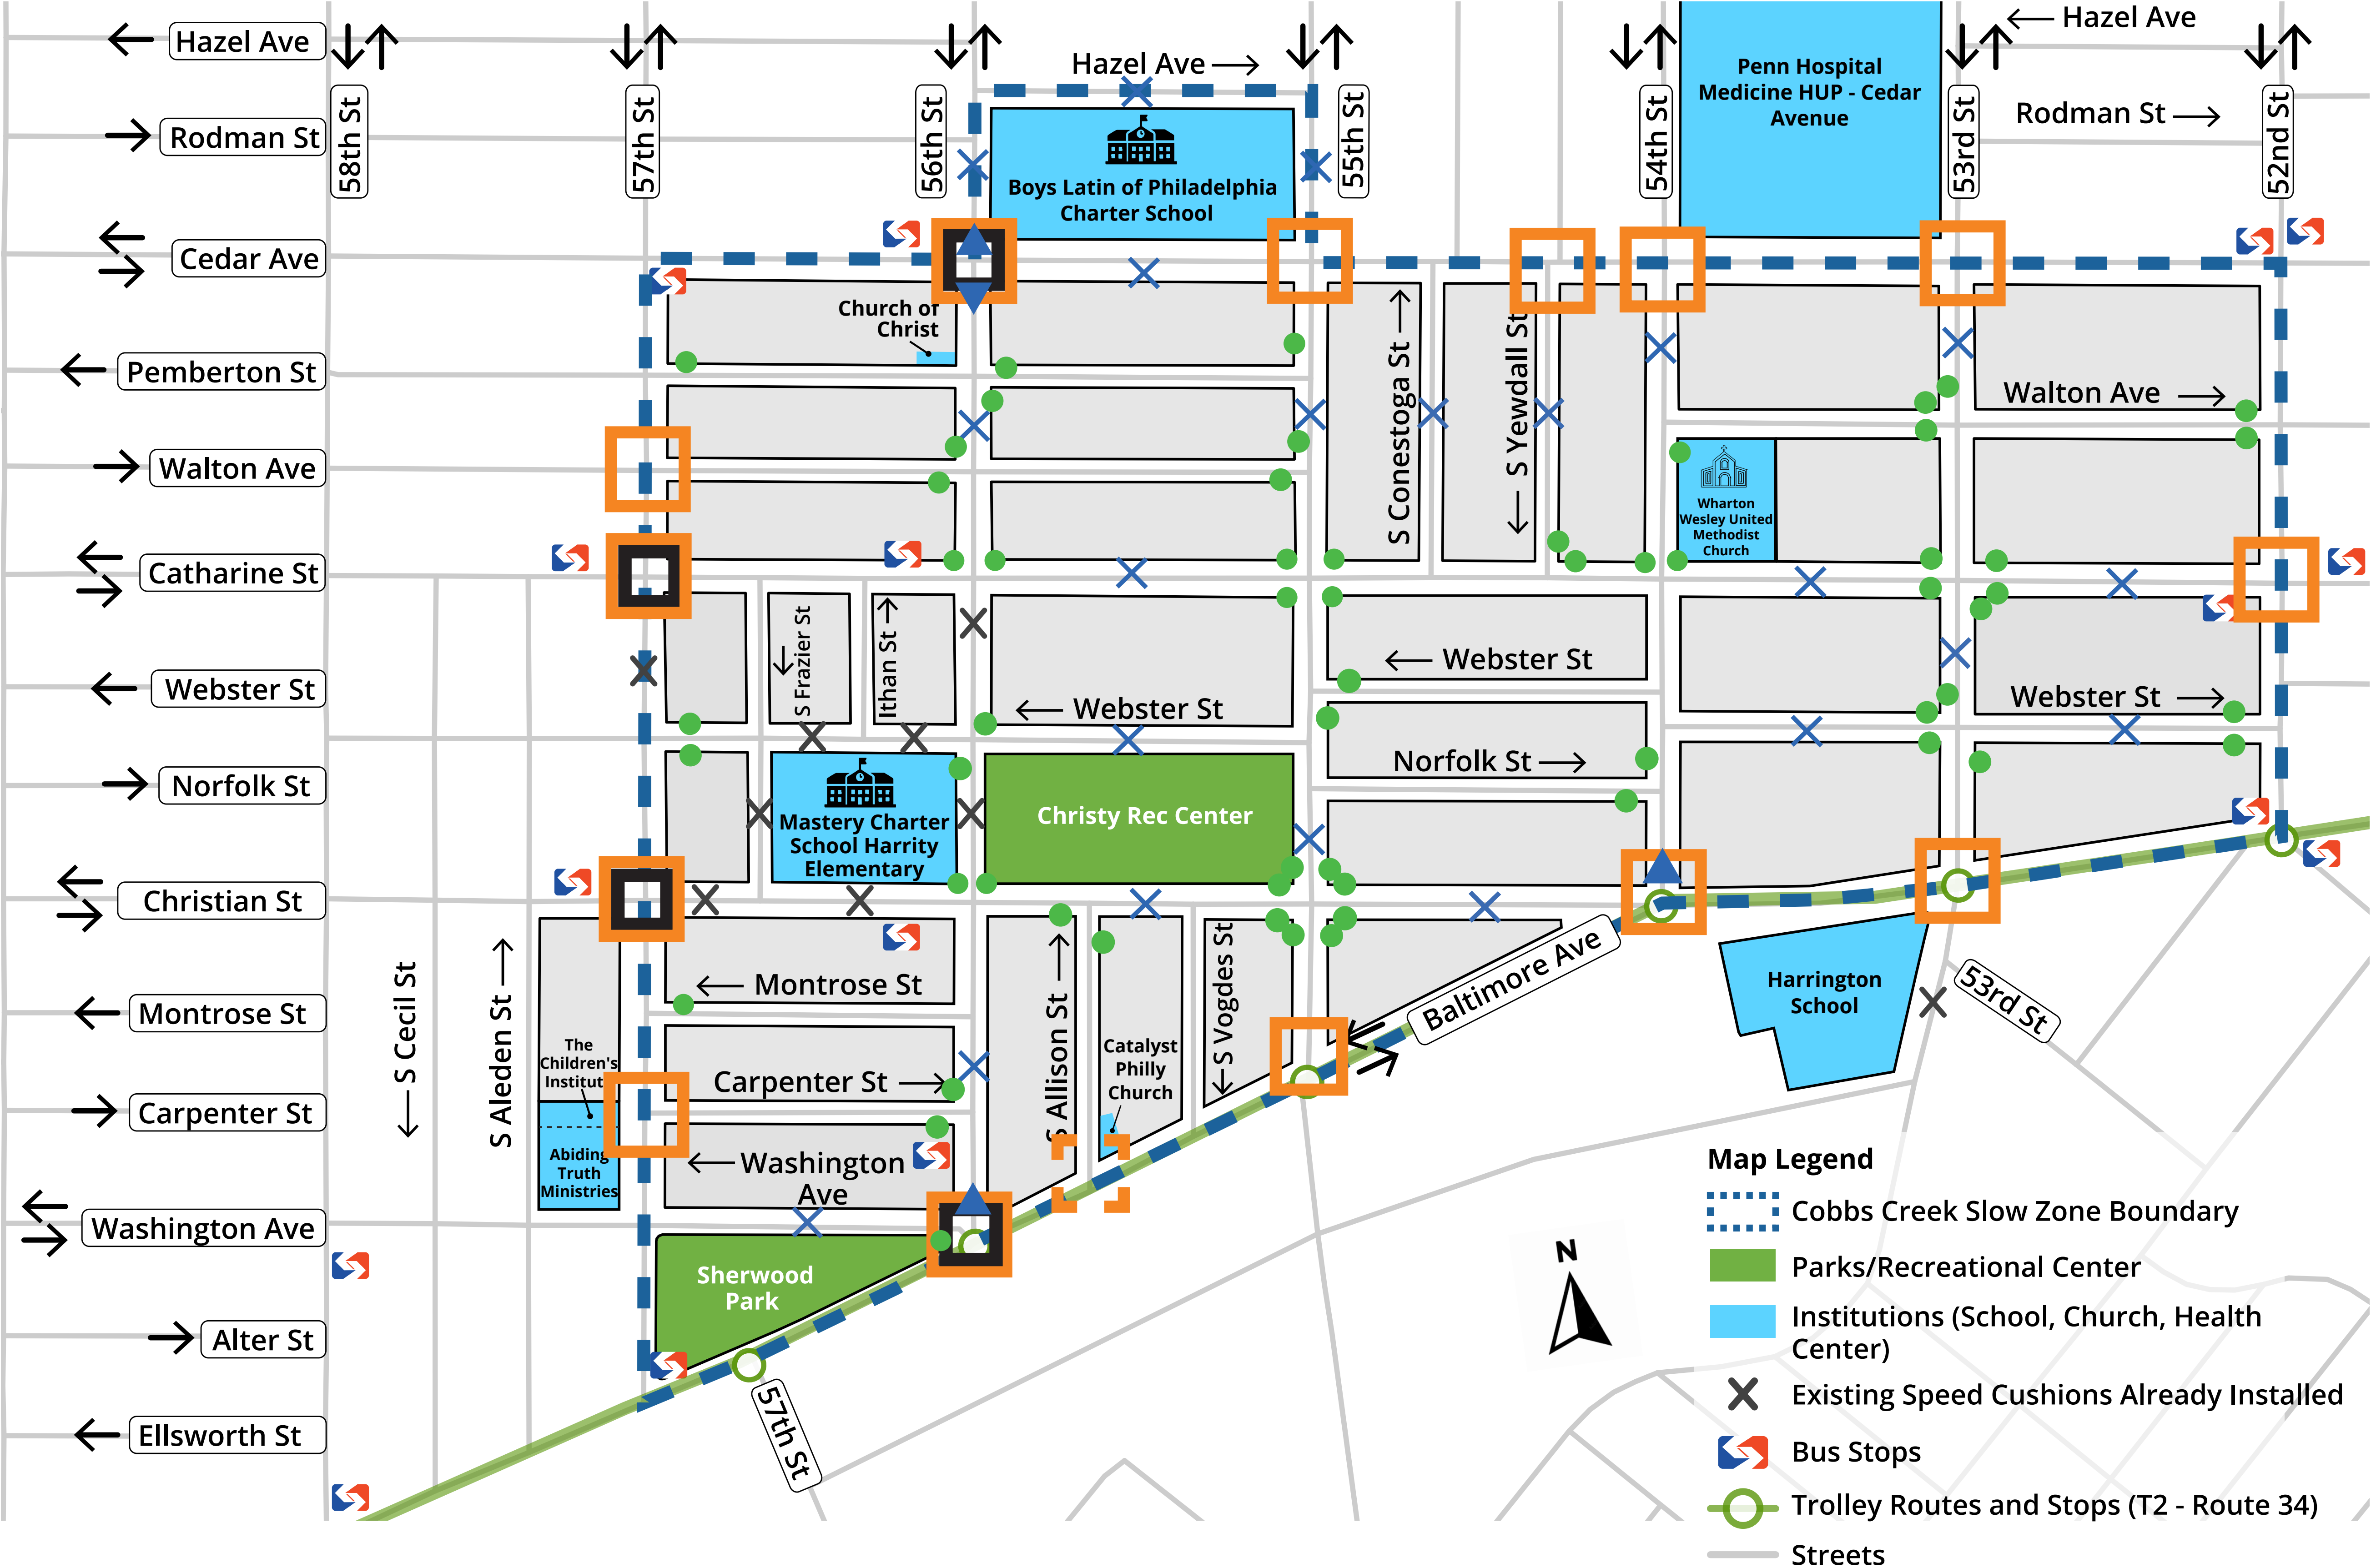 Hazel Ave
Rodman St
Cedar Ave
Pemberton St
Walton Ave
Catharine St
Webster St
Norfolk St
Christian St
Montrose St
Carpenter St
Washington Ave
Alter St
Ellsworth St
58th St
57th St
56th St
55th St
54th St
53rd St
52nd St
Hazel Ave
Hazel Ave
Rodman St
Penn Hospital
Medicine HUP - Cedar
Avenue
Boys Latin of Philadelphia
Charter School
Church of
Christ
S Conestoga St
S Yewdall St
Walton Ave
Wharton
Wesley United
Methodist
Church
S Frazier St
Ithan St
Webster St
Webster St
Webster St
Norfolk St
Mastery Charter
School Harrity
Elementary
Christy Rec Center
S Cecil St
S Aleden St
Montrose St
Carpenter St
Washington
Ave
The
Children's
Institut
Abiding
Truth
Ministries
S Allison St
Catalyst
Philly
Church
S Vogdes St
Baltimore Ave
Harrington
School
53rd St
Sherwood
Park
57th St
N
Map Legend
Cobbs Creek Slow Zone Boundary
Parks/Recreational Center
Institutions (School, Church, Health
Center)
Existing Speed Cushions Already Installed
Bus Stops
Trolley Routes and Stops (T2 - Route 34)
Streets